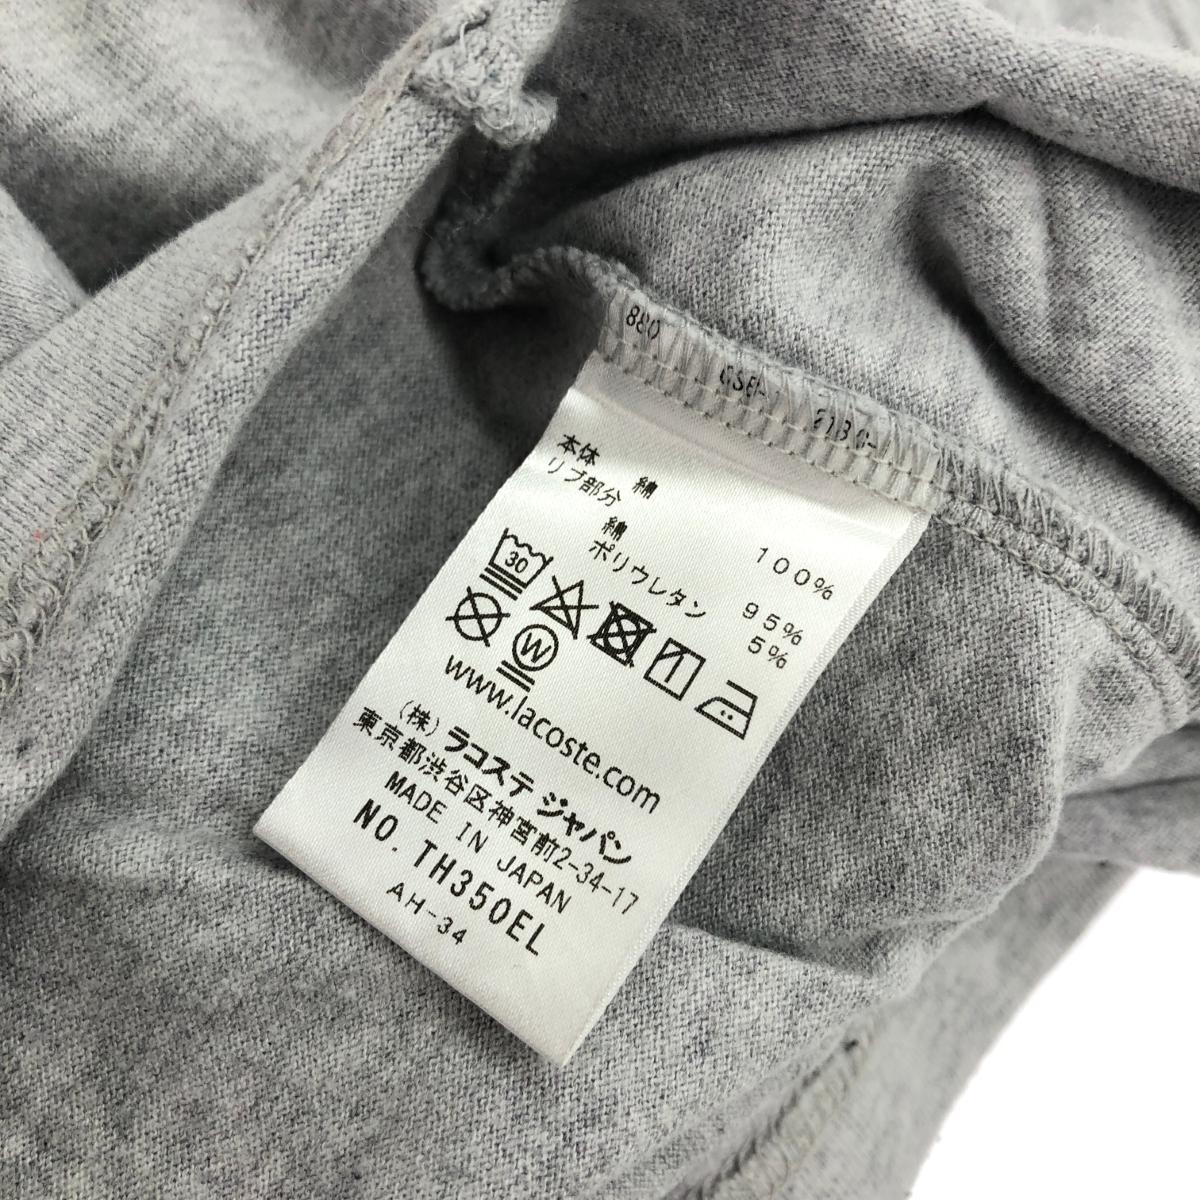 880
本体 綿 100%
リブ部分
綿 95%
ポリウレタン 5%
30
W
www.lacoste.com
(株) ラコステ ジャパン
東京都渋谷区神宮前2-34-17
MADE IN JAPAN
NO. TH350EL
AH-34